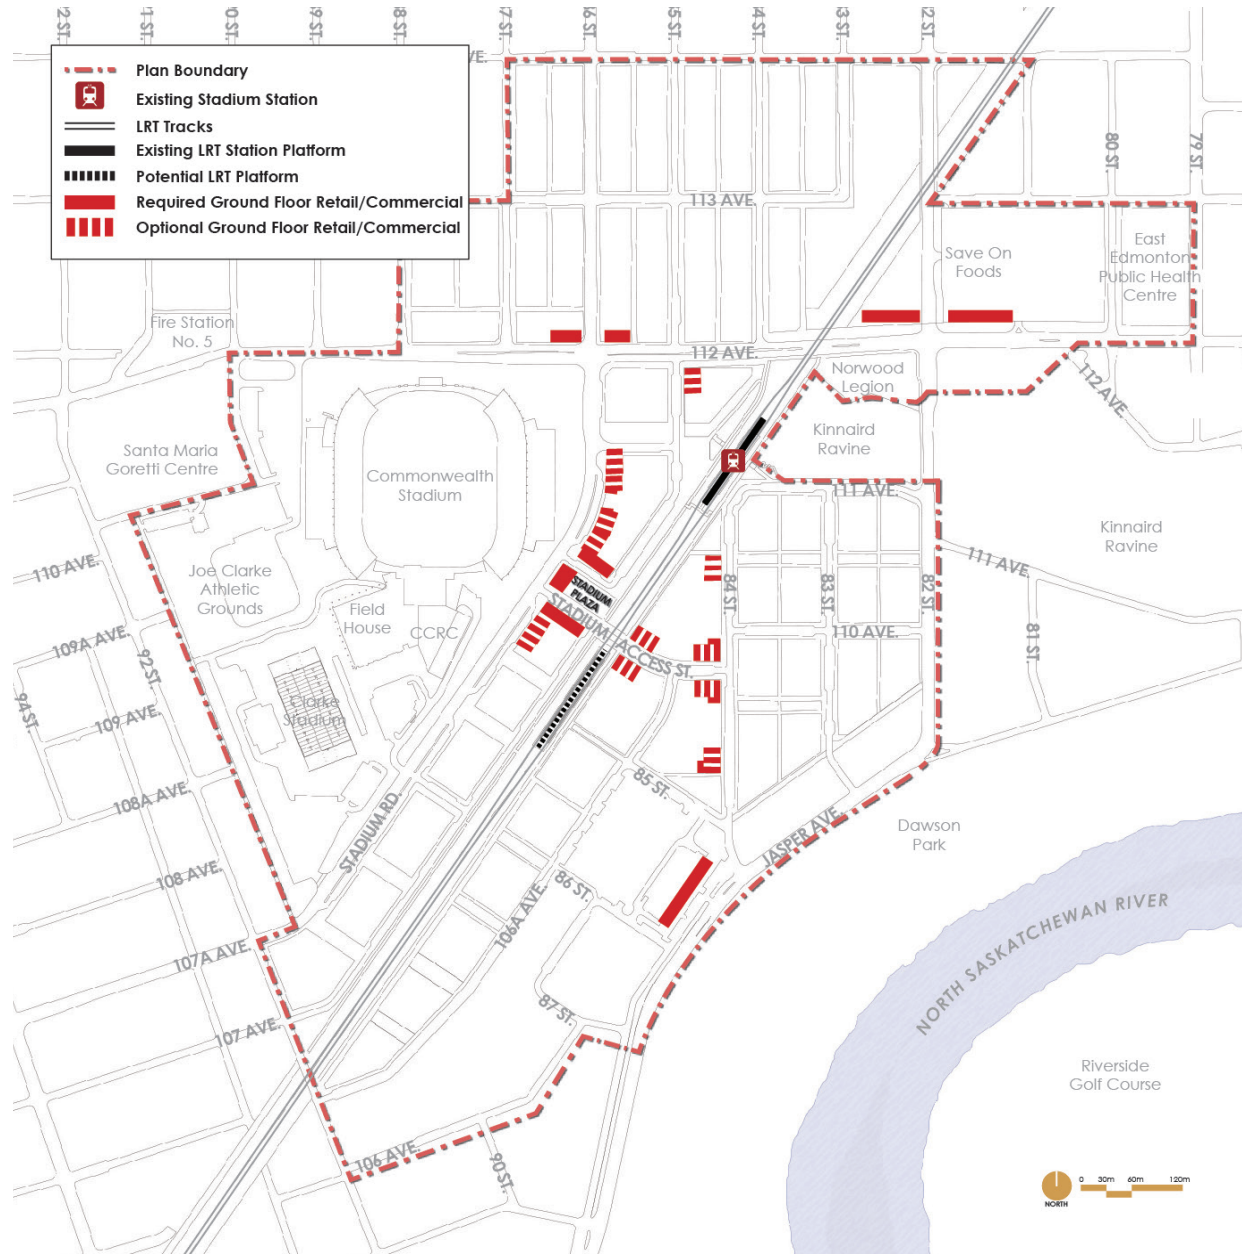 Plan Boundary
Existing Stadium Station
LRT Tracks
Existing LRT Station Platform
Potential LRT Platform
Required Ground Floor Retail/Commercial
Optional Ground Floor Retail/Commercial
80 ST.
79 ST.
113 AVE.
Save On
Foods
East
Edmonton
Public Health
Centre
Fire Station
No. 5
112 AVE.
Norwood
Legion
112 AVE.
Santa Maria
Goretti Centre
Commonwealth
Stadium
Kinnaird
Ravine
111 AVE.
Kinnaird
Ravine
110 AVE.
111 AVE.
Joe Clarke
Athletic
Grounds
Field
House
CCRC
STADIUM
PLAZA
STADIUM ACCESS ST.
84 ST.
83 ST.
82 ST.
110 AVE.
81 ST.
109A AVE.
92 ST.
94 ST.
109 AVE.
Clarke
Stadium
108A AVE.
STADIUM RD.
85 ST.
JASPER AVE.
Dawson
Park
108 AVE.
86 ST.
106A AVE.
107A AVE.
NORTH SASKATCHEWAN RIVER
87 ST.
107 AVE.
Riverside
Golf Course
106 AVE.
90 ST.
NORTH
0 30m 60m 120m